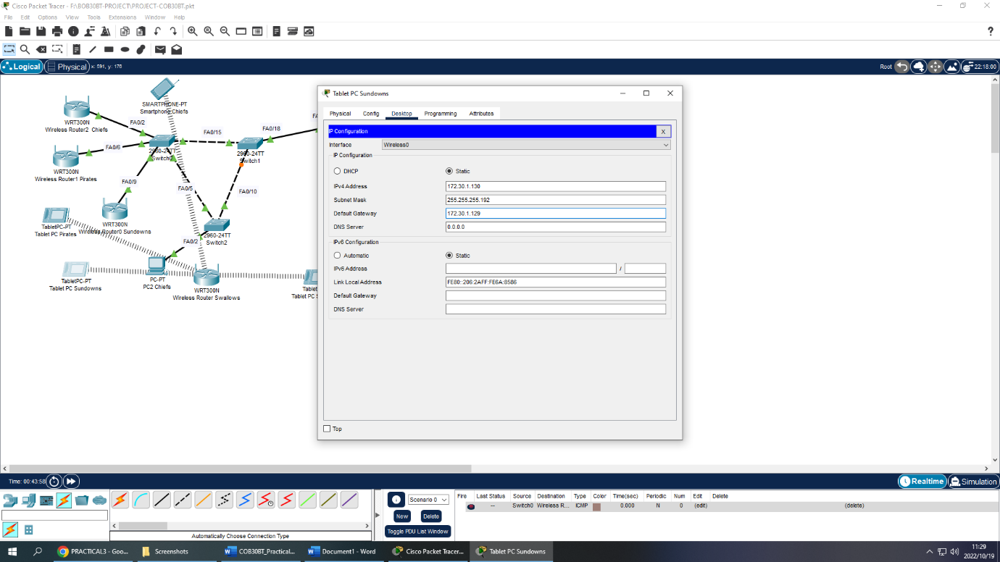 Cisco Packet Tracer - F:\BOB30BT-PROJECT\PROJECT-COB30BT.pkt
File Edit Options View Tools Extensions Window Help
Logical Physical x: 591, y: 178 Root 22:18:00
SMARTPHONE-PT
Smartphone Chiefs
WRT300N
Wireless Router2 Chiefs
FA0/2
FA0/15
FA0/18
FA
2960-24TT
Switch0
2960-24TT
Switch1
FA0/6
WRT300N
Wireless Router1 Pirates
FA0/9
FA0/5
FA0/10
WRT300N
Wireless Router0 Sundowns
TabletPC-PT
Tablet PC Pirates
2960-24TT
Switch2
FA0/2
TabletPC-PT
Tablet PC Sundowns
PC-PT
PC2 Chiefs
WRT300N
Wireless Router Swallows
Table
Tablet PC S
Tablet PC Sundowns
Physical Config Desktop Programming Attributes
IP Configuration X
Interface Wireless0
IP Configuration
DHCP Static
IPv4 Address 172.30.1.130
Subnet Mask 255.255.255.192
Default Gateway 172.30.1.129
DNS Server 0.0.0.0
IPv6 Configuration
Automatic Static
IPv6 Address /
Link Local Address FE80::206:2AFF:FE6A:8586
Default Gateway
DNS Server
Top
Time: 00:43:58 Realtime Simulation
Scenario 0
New Delete
Toggle PDU List Window
Fire Last Status Source Destination Type Color Time(sec) Periodic Num Edit Delete
-- Switch0 Wireless R... ICMP 0.000 N 0 (edit) (delete)
Automatically Choose Connection Type
PRACTICAL3 - Goo... Screenshots COB30BT_Practical... Document1 - Word Cisco Packet Tracer... Tablet PC Sundowns
11:29
2022/10/19